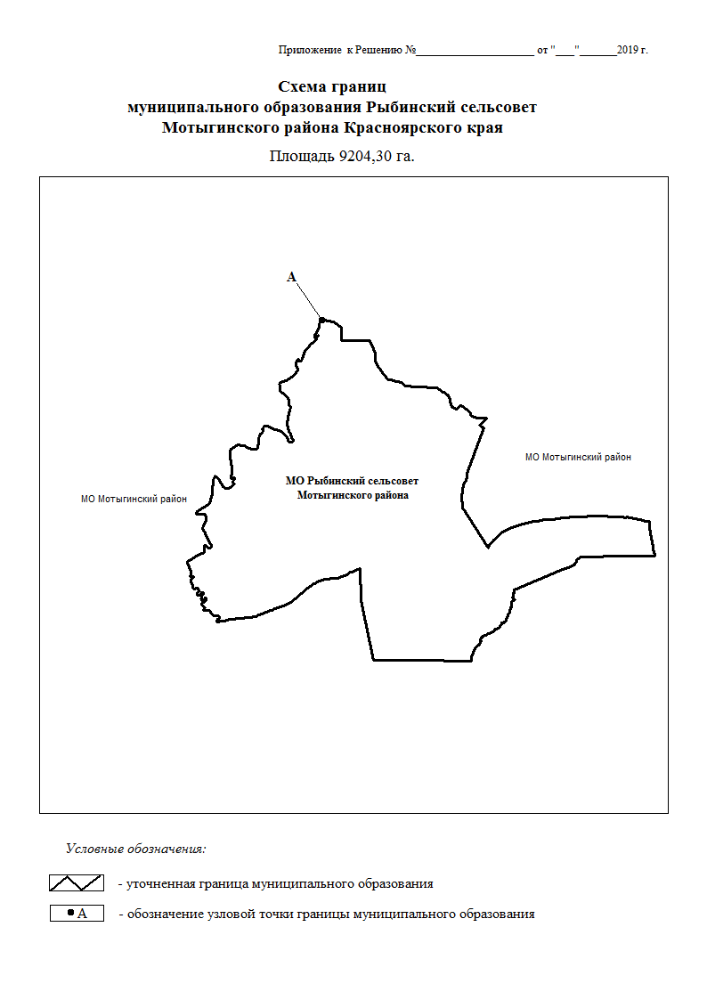 Приложение к Решению №___________________ от "___"______2019 г.
Схема границ
муниципального образования Рыбинский сельсовет
Мотыгинского района Красноярского края
Площадь 9204,30 га.
А
МО Мотыгинский район
МО Рыбинский сельсовет
Мотыгинского района
МО Мотыгинский район
Условные обозначения:
- уточненная граница муниципального образования
А - обозначение узловой точки границы муниципального образования